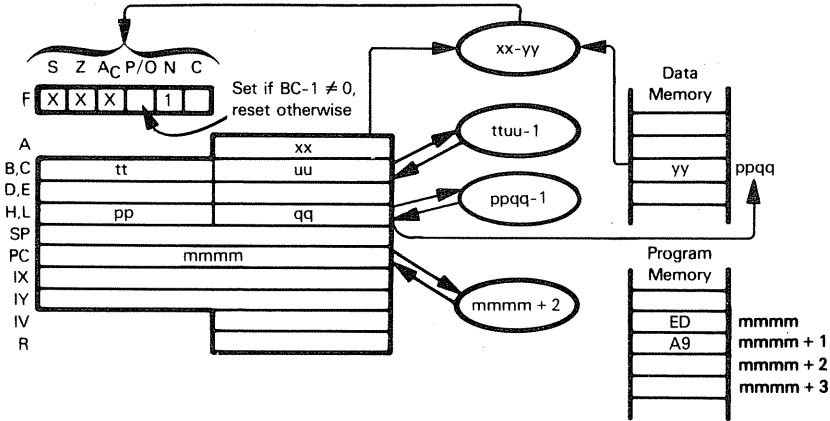 xx-yy
S Z AC P/O N C
F X X X 1
Set if BC-1 ≠ 0,
reset otherwise
Data
Memory
A xx
ttuu-1
B,C tt uu
yy ppqq
D,E
ppqq-1
H,L pp qq
SP
PC mmmm
Program
Memory
IX
IY
mmmm + 2
IV
ED mmmm
R
A9 mmmm + 1
mmmm + 2
mmmm + 3